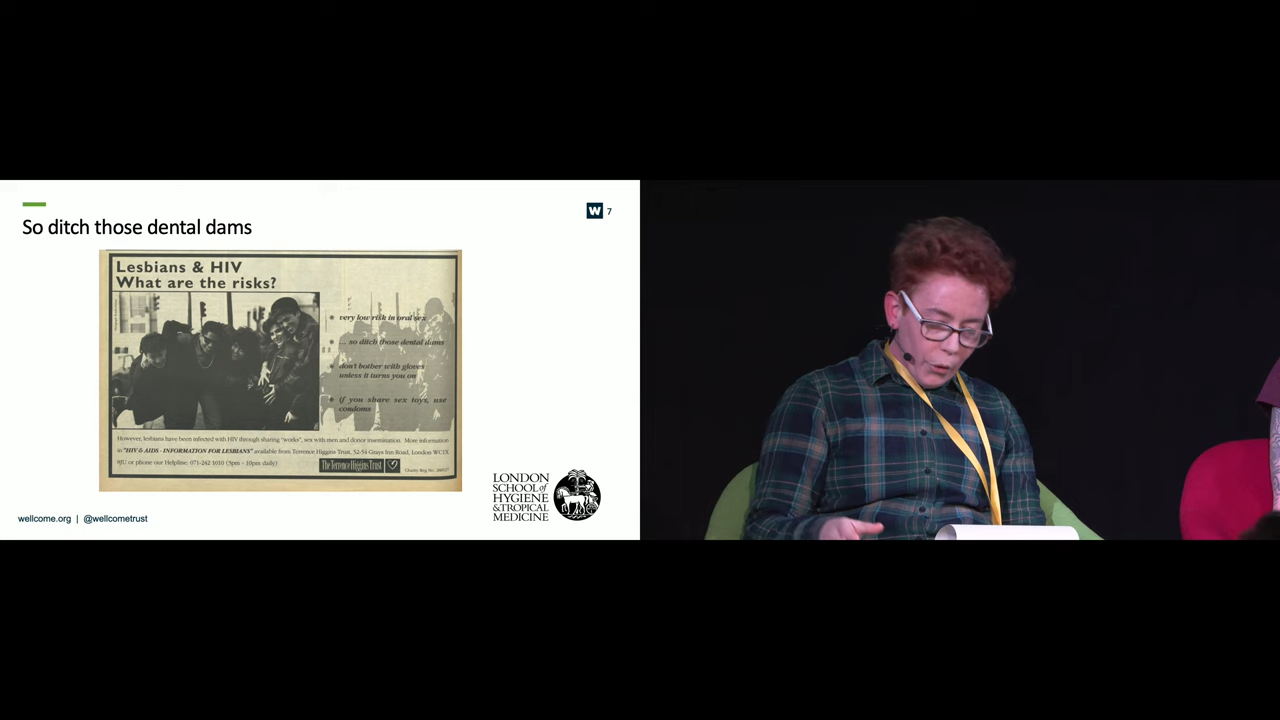 So ditch those dental dams
W 7
Lesbians & HIV
What are the risks?
very low risk in oral sex
... so ditch those dental dams
don't bother with gloves
unless it turns you on
if you share sex toys, use
condoms
However, lesbians have been infected with HIV through sharing "works", sex with men and donor insemination. More information
in "HIV & AIDS - INFORMATION FOR LESBIANS" available from Terrence Higgins Trust, 52-54 Grays Inn Road, London WC1X
8JU or phone our Helpline: 071-242 1010 (3pm - 10pm daily)
The Terrence Higgins Trust
Charity Reg. No.
LONDON
SCHOOL of
HYGIENE
& TROPICAL
MEDICINE
wellcome.org | @wellcometrust